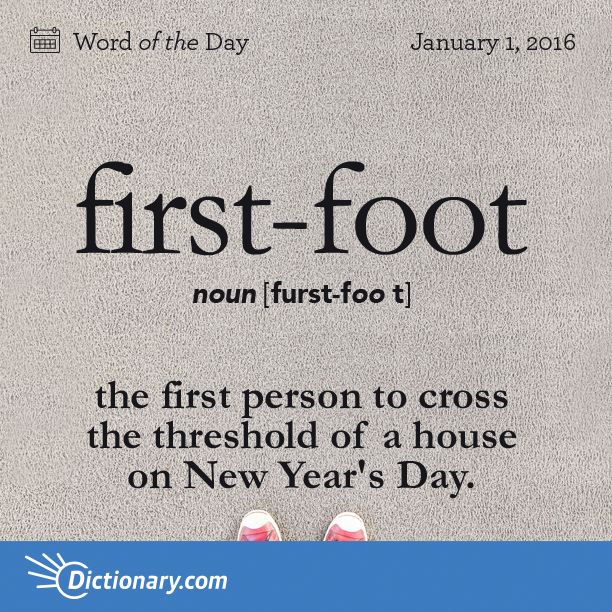 Word of the Day
January 1, 2016
first-foot
noun [furst-foo t]
the first person to cross
the threshold of a house
on New Year's Day.
Dictionary.com